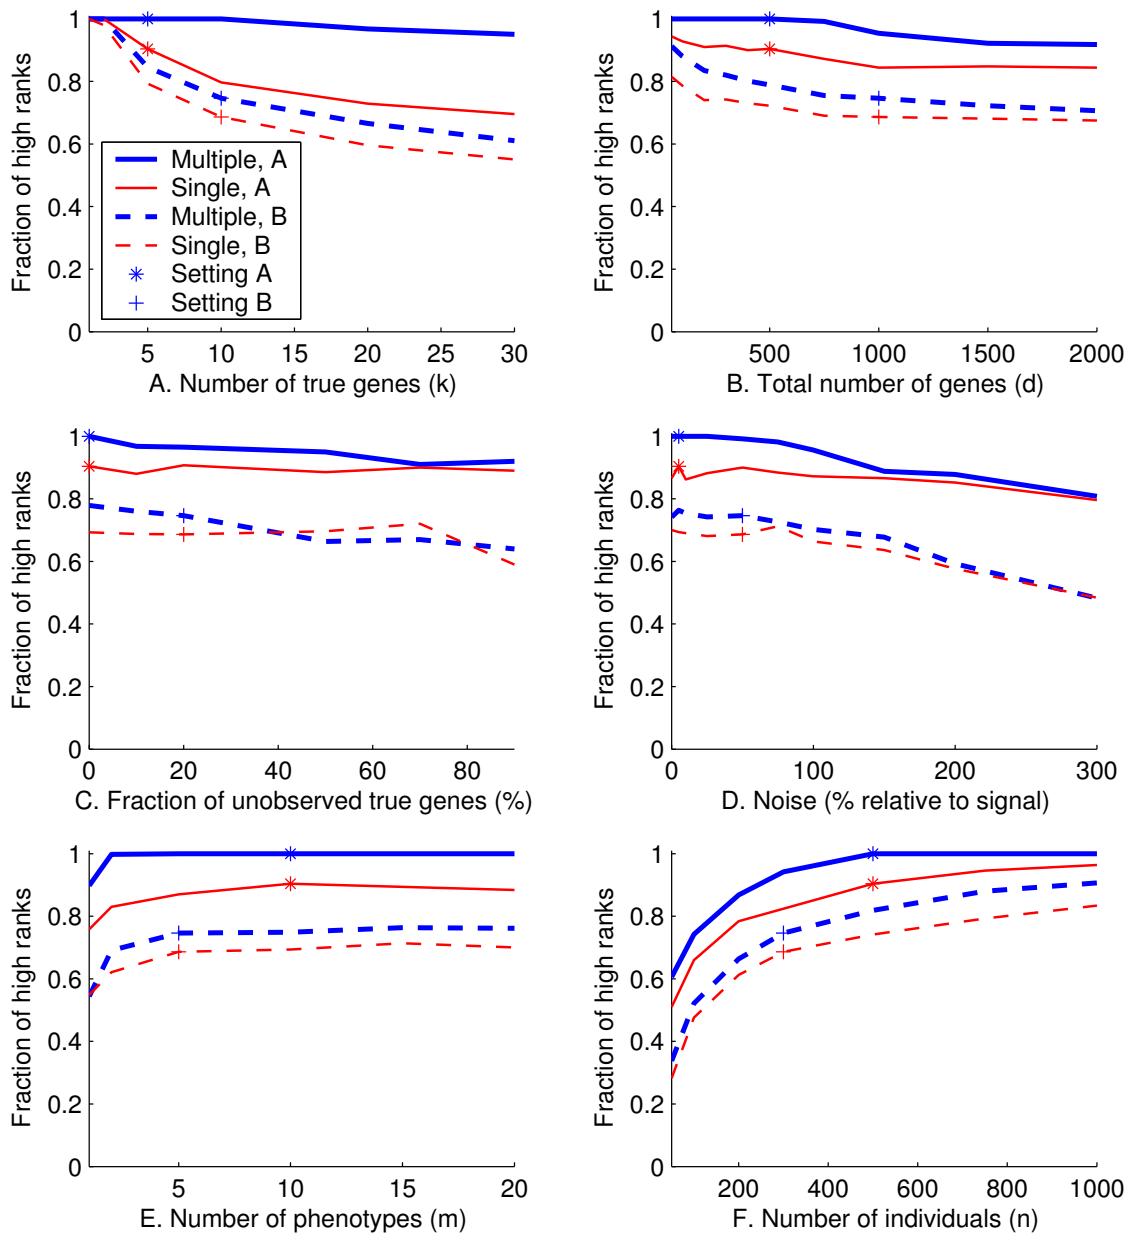 1
0.8
0.6
0.4
0.2
0
Fraction of high ranks
Multiple, A
Single, A
Multiple, B
Single, B
Setting A
Setting B
5 10 15 20 25 30
A. Number of true genes (k)
1
0.8
0.6
0.4
0.2
0
Fraction of high ranks
500 1000 1500 2000
B. Total number of genes (d)
1
0.8
0.6
0.4
0.2
0
Fraction of high ranks
0 20 40 60 80
C. Fraction of unobserved true genes (%)
1
0.8
0.6
0.4
0.2
0
Fraction of high ranks
0 100 200 300
D. Noise (% relative to signal)
1
0.8
0.6
0.4
0.2
0
Fraction of high ranks
5 10 15 20
E. Number of phenotypes (m)
1
0.8
0.6
0.4
0.2
0
Fraction of high ranks
200 400 600 800 1000
F. Number of individuals (n)